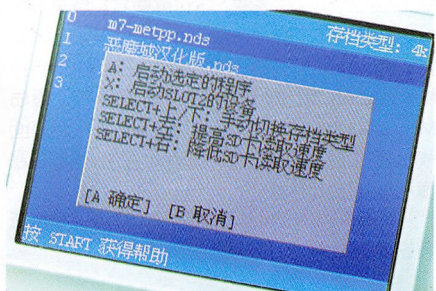 0 m7-metpp.nds 存档类型: 4k
1 恶魔城汉化版.nds
2
3
A: 启动选定的程序
X: 启动SLOT2的设备
SELECT+上/下: 手动切换存档类型
SELECT+左: 提高SD卡读取速度
SELECT+右: 降低SD卡读取速度
[A 确定] [B 取消]
按 START 获得帮助